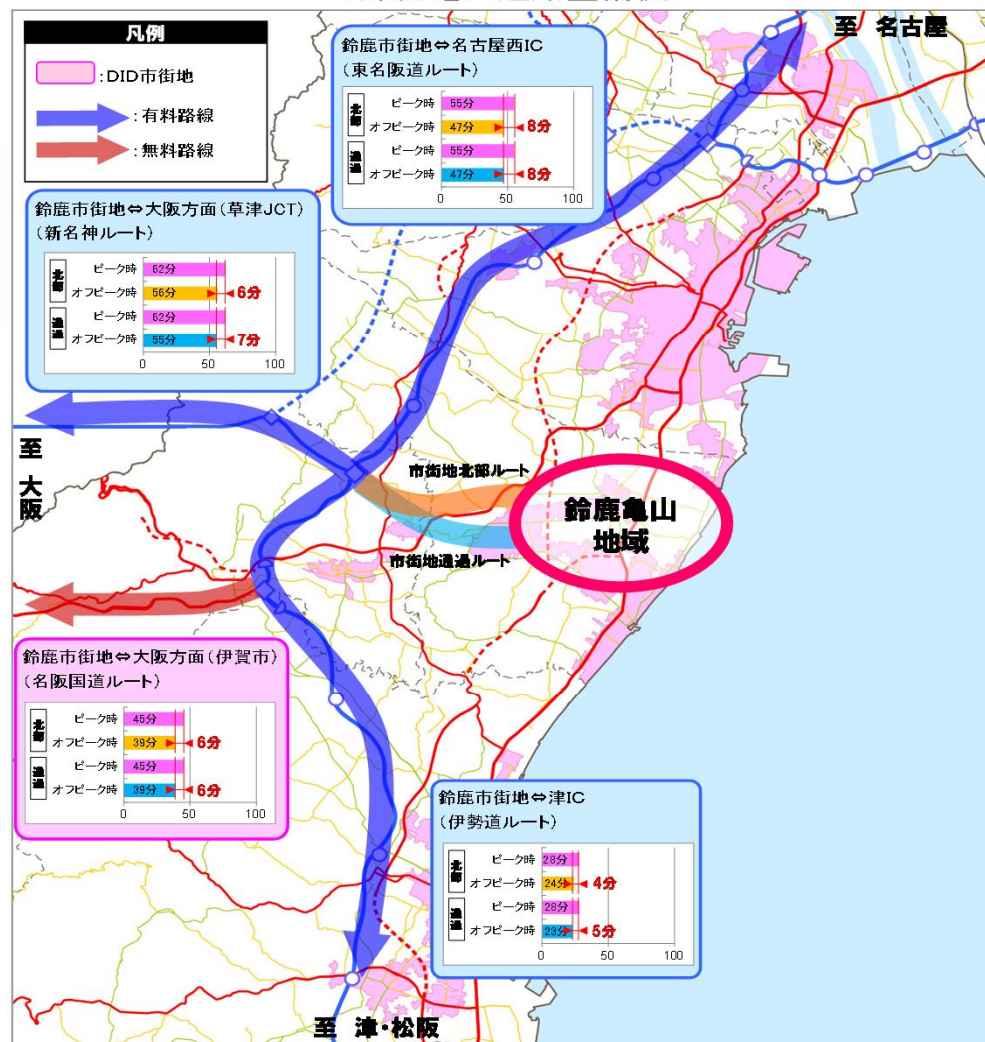 凡例
:DID市街地
:有料路線
:無料路線
至 名古屋
鈴鹿市街地⇔名古屋西IC
(東名阪道ルート)
北部
ピーク時 55分
オフピーク時 47分 8分
通過
ピーク時 55分
オフピーク時 47分 8分
0 50 100
鈴鹿市街地⇔大阪方面(草津JCT)
(新名神ルート)
北部
ピーク時 62分
オフピーク時 56分 6分
通過
ピーク時 62分
オフピーク時 55分 7分
0 50 100
至 大阪
市街地北部ルート
鈴鹿亀山
地域
市街地通過ルート
鈴鹿市街地⇔大阪方面(伊賀市)
(名阪国道ルート)
北部
ピーク時 45分
オフピーク時 39分 6分
通過
ピーク時 45分
オフピーク時 39分 6分
0 50 100
鈴鹿市街地⇔津IC
(伊勢道ルート)
北部
ピーク時 28分
オフピーク時 24分 4分
通過
ピーク時 28分
オフピーク時 23分 5分
0 50 100
至 津・松阪